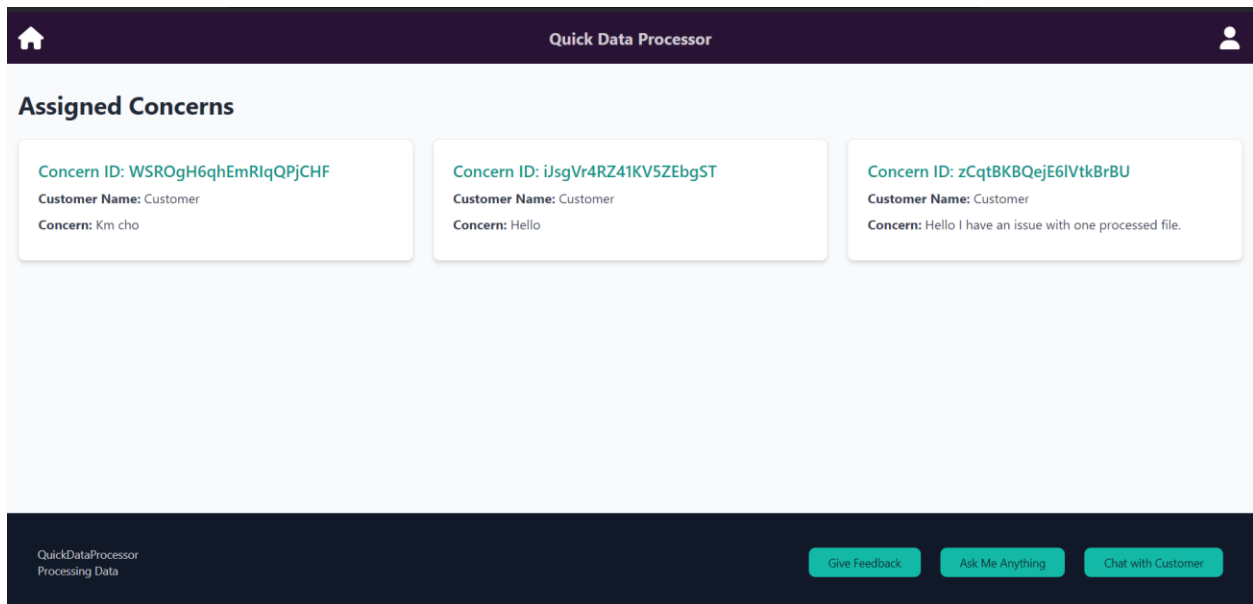 Quick Data Processor
Assigned Concerns
Concern ID: WSROgH6qhEmRIqQPjCHF
Customer Name: Customer
Concern: Km cho
Concern ID: iJsgVr4RZ41KV5ZEbgST
Customer Name: Customer
Concern: Hello
Concern ID: zCqtBKBQejE6lVtkBrBU
Customer Name: Customer
Concern: Hello I have an issue with one processed file.
QuickDataProcessor
Processing Data
Give Feedback
Ask Me Anything
Chat with Customer